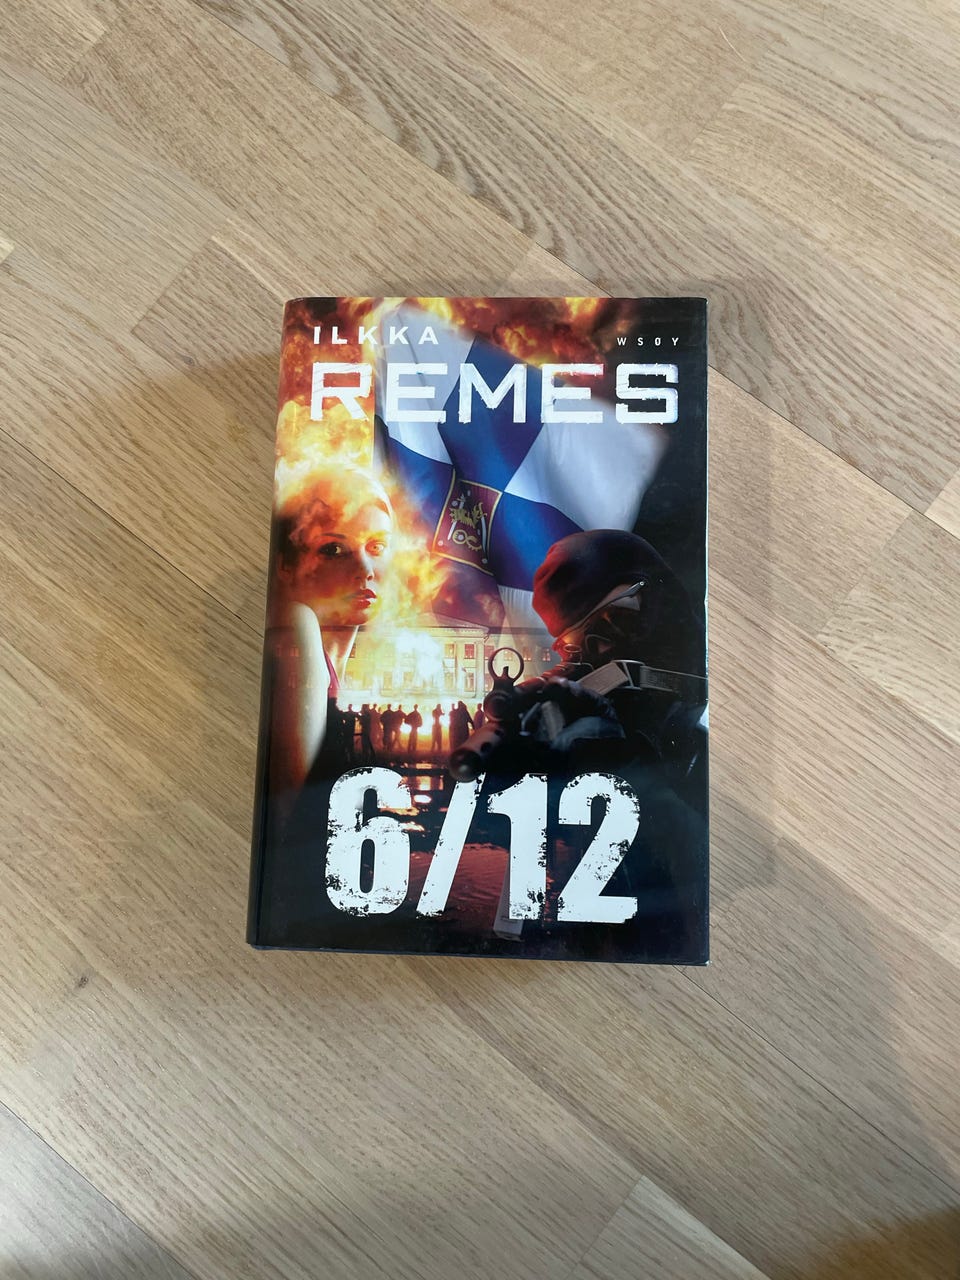 ILKKA
WSOY
REMES
6/12